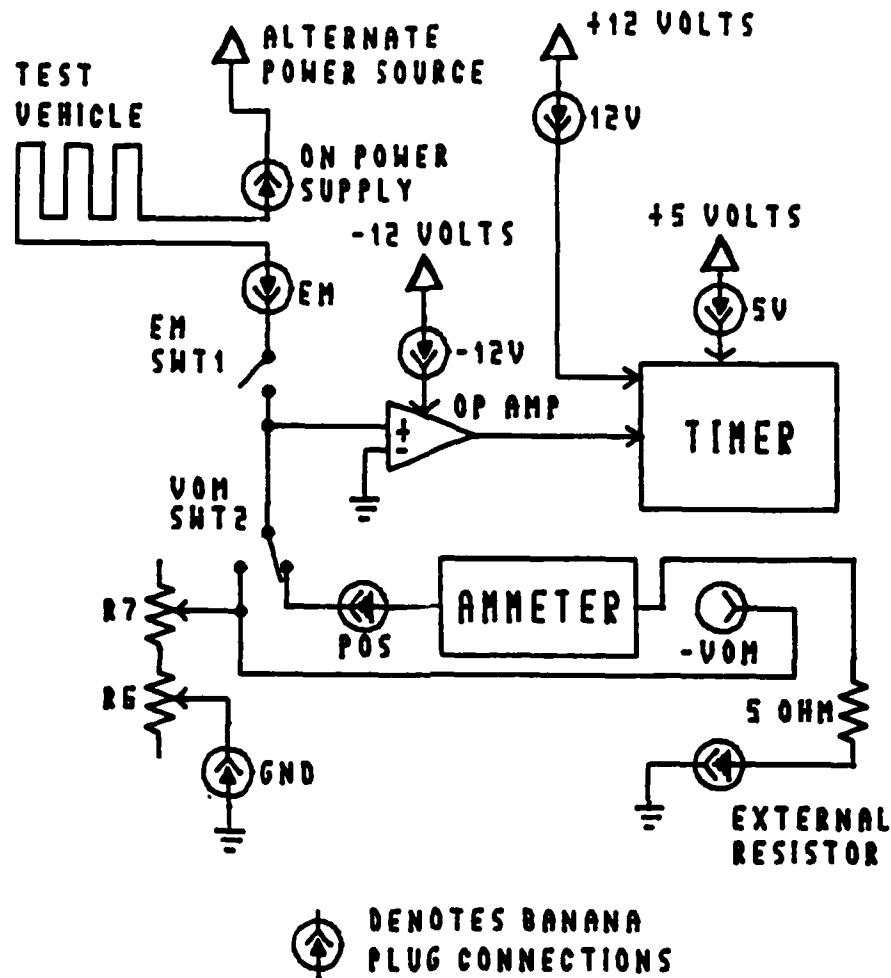 ALTERNATE
POWER SOURCE
+12 VOLTS
TEST
VEHICLE
12V
ON POWER
SUPPLY
-12 VOLTS
+5 VOLTS
EM
5V
EM
SWT1
-12V
OP AMP
+
-
TIMER
VOM
SWT2
R7
POS
AMMETER
-VOM
R6
5 OHM
GND
EXTERNAL
RESISTOR
DENOTES BANANA
PLUG CONNECTIONS